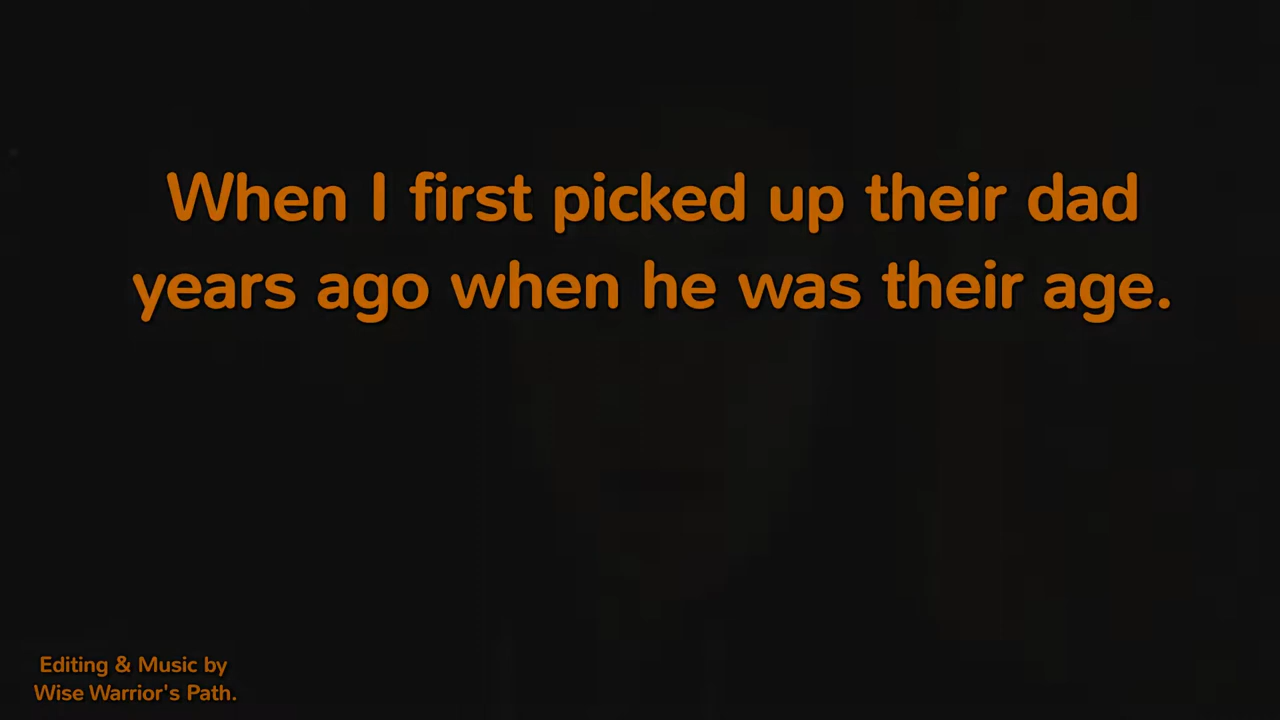 When I first picked up their dad
years ago when he was their age.
Editing & Music by
Wise Warrior's Path.